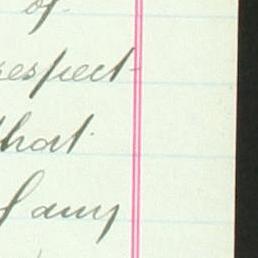 of
respect
that
any